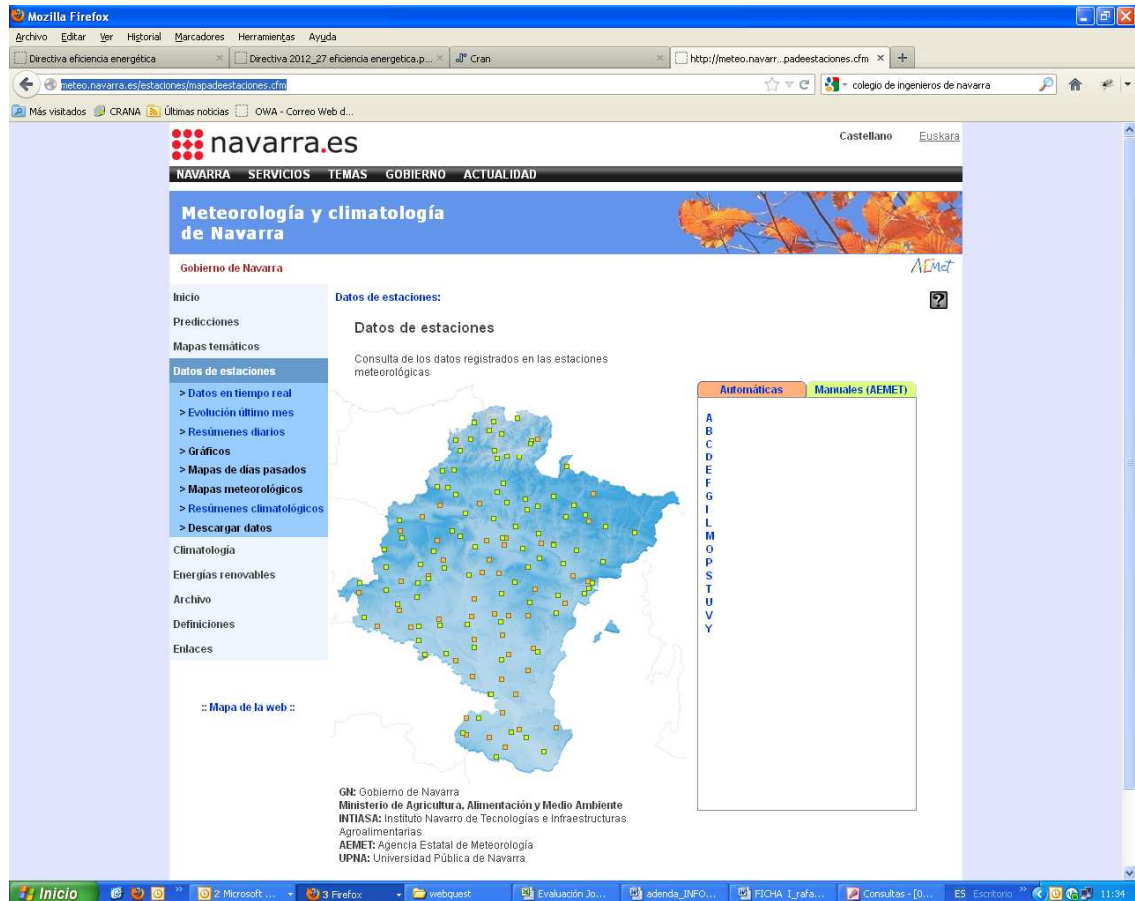 Mozilla Firefox
Archivo Editar Ver Historial Marcadores Herramientas Ayuda
Directiva eficiencia energética
Directiva 2012_27 eficiencia energetica.p...
Cran
http://meteo.navarr...padeestaciones.cfm
meteo.navarra.es/estaciones/mapadeestaciones.cfm
colegio de ingenieros de navarra
Más visitados CRANA Últimas noticias OWA - Correo Web d...
navarra.es
Castellano Euskara
NAVARRA SERVICIOS TEMAS GOBIERNO ACTUALIDAD
Meteorología y climatología
de Navarra
Gobierno de Navarra
AEMet
Inicio
Predicciones
Mapas temáticos
Datos de estaciones
> Datos en tiempo real
> Evolución último mes
> Resúmenes diarios
> Gráficos
> Mapas de días pasados
> Mapas meteorológicos
> Resúmenes climatológicos
> Descargar datos
Climatología
Energías renovables
Archivo
Definiciones
Enlaces
:: Mapa de la web ::
Datos de estaciones:
?
Datos de estaciones
Consulta de los datos registrados en las estaciones
meteorológicas
Automáticas Manuales (AEMET)
A
B
C
D
E
F
G
I
L
M
O
P
S
T
U
V
Y
GN: Gobierno de Navarra
Ministerio de Agricultura, Alimentación y Medio Ambiente
INTIASA: Instituto Navarro de Tecnologías e Infraestructuras
Agroalimentarias
AEMET: Agencia Estatal de Meteorología
UPNA: Universidad Pública de Navarra
Inicio
2 Microsoft ...
3 Firefox
webquest
Evaluación Jo...
adenda_INFO...
FICHA I_rafa...
Consultas - [O...
ES Escritorio
11:34